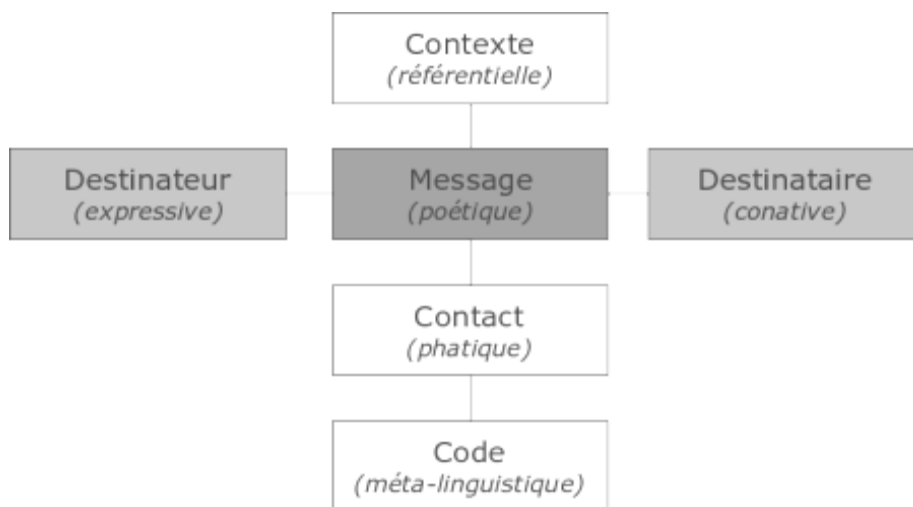 Contexte
(référentielle)
Destinateur
(expressive)
Message
(poétique)
Destinataire
(conative)
Contact
(phatique)
Code
(méta-linguistique)